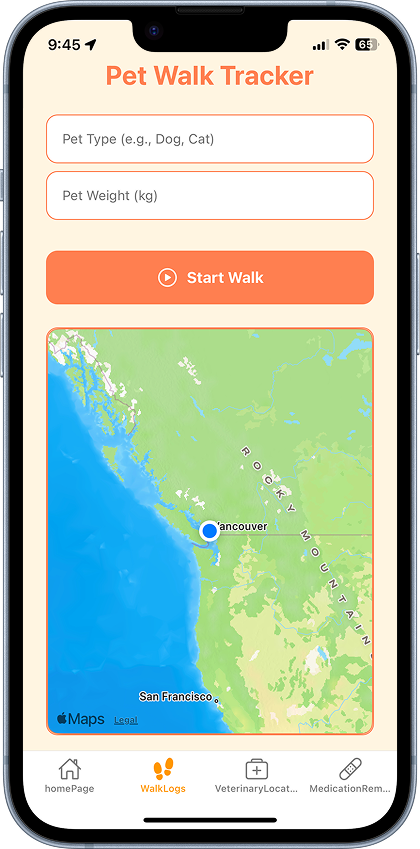 9:45
65
Pet Walk Tracker
Pet Type (e.g., Dog, Cat)
Pet Weight (kg)
Start Walk
ROCKY MOUNTAIN
Vancouver
San Francisco
Maps
Legal
homePage
WalkLogs
VeterinaryLocat...
MedicationRem...